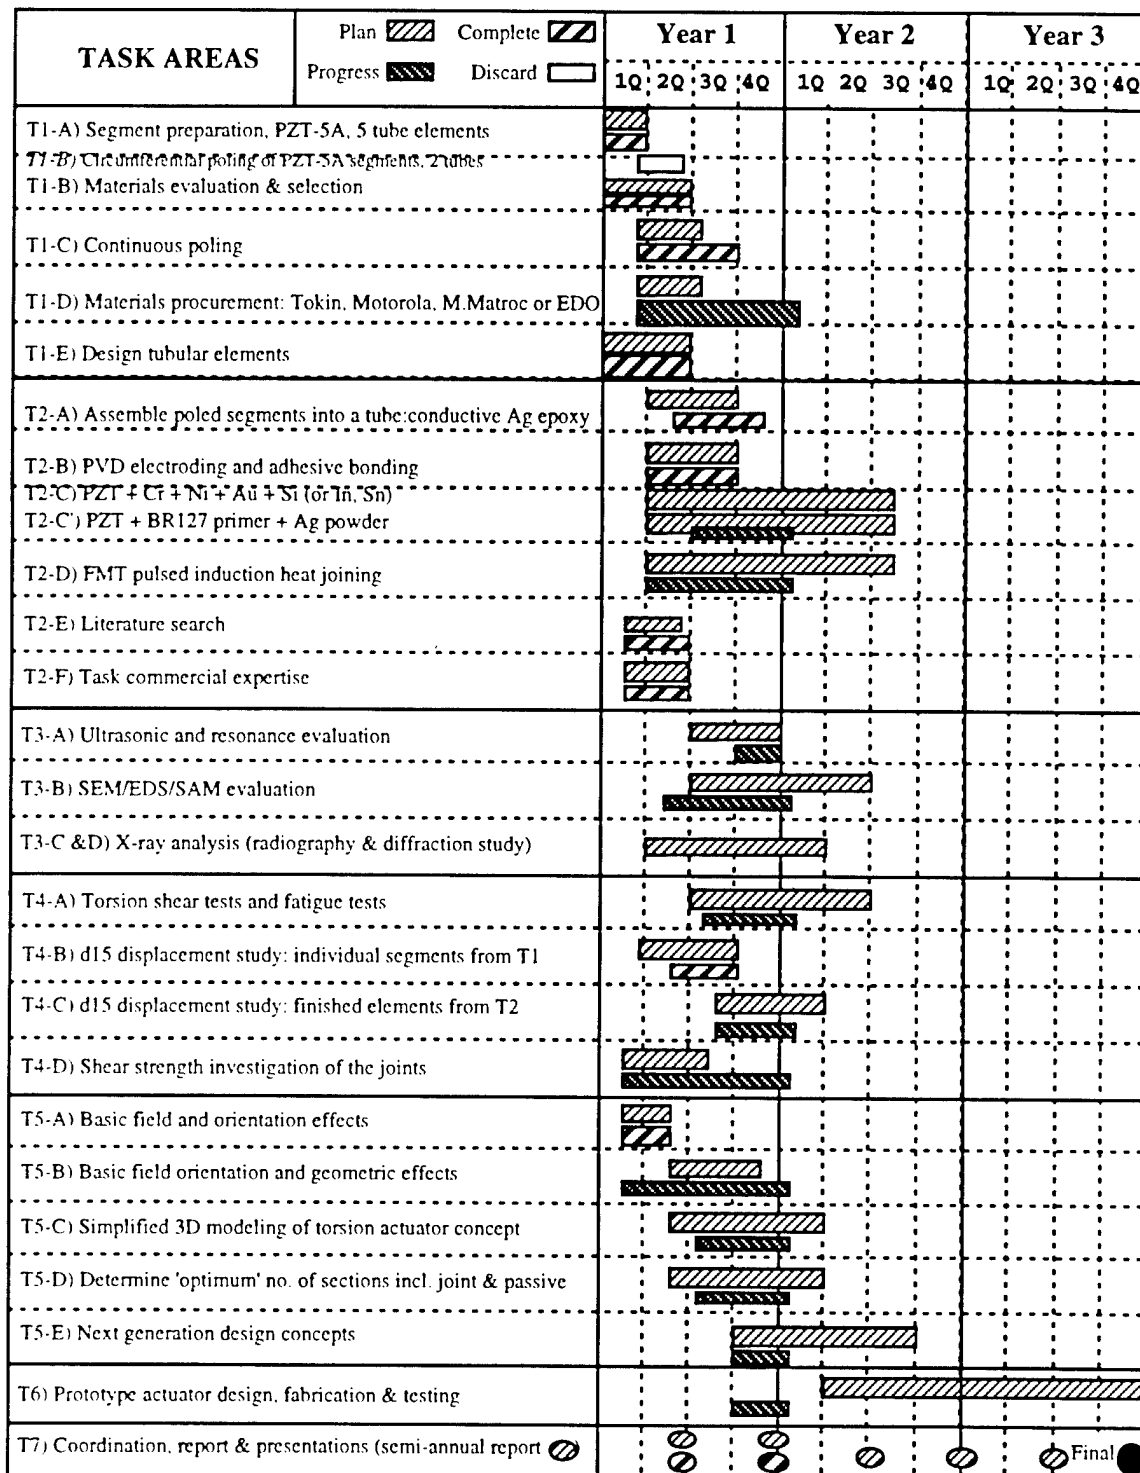 TASK AREAS
Plan Complete
Progress Discard
Year 1 Year 2 Year 3
1Q 2Q 3Q 4Q 1Q 2Q 3Q 4Q 1Q 2Q 3Q 4Q
T1-A) Segment preparation, PZT-5A, 5 tube elements
T1-B') Circumferential poling of PZT-5A segments, 2 tubes
T1-B) Materials evaluation & selection
T1-C) Continuous poling
T1-D) Materials procurement: Tokin, Motorola, M.Matroc or EDO
T1-E) Design tubular elements
T2-A) Assemble poled segments into a tube:conductive Ag epoxy
T2-B) PVD electroding and adhesive bonding
T2-C) PZT + Cr + Ni + Au + Si (or In, Sn)
T2-C') PZT + BR127 primer + Ag powder
T2-D) FMT pulsed induction heat joining
T2-E) Literature search
T2-F) Task commercial expertise
T3-A) Ultrasonic and resonance evaluation
T3-B) SEM/EDS/SAM evaluation
T3-C &D) X-ray analysis (radiography & diffraction study)
T4-A) Torsion shear tests and fatigue tests
T4-B) d15 displacement study: individual segments from T1
T4-C) d15 displacement study: finished elements from T2
T4-D) Shear strength investigation of the joints
T5-A) Basic field and orientation effects
T5-B) Basic field orientation and geometric effects
T5-C) Simplified 3D modeling of torsion actuator concept
T5-D) Determine 'optimum' no. of sections incl. joint & passive
T5-E) Next generation design concepts
T6) Prototype actuator design, fabrication & testing
T7) Coordination, report & presentations (semi-annual report )
Final